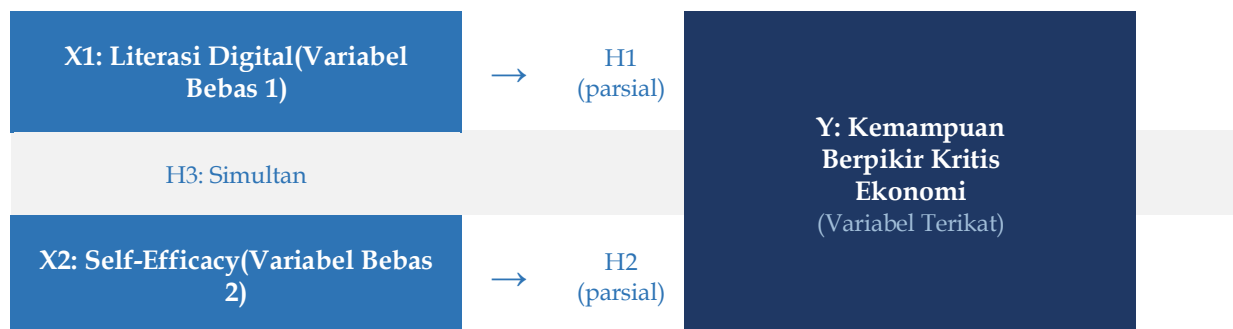 X1: Literasi Digital(Variabel
Bebas 1)
→
H1
(parsial)
H3: Simultan
X2: Self-Efficacy(Variabel Bebas
2)
→
H2
(parsial)
Y: Kemampuan
Berpikir Kritis
Ekonomi
(Variabel Terikat)